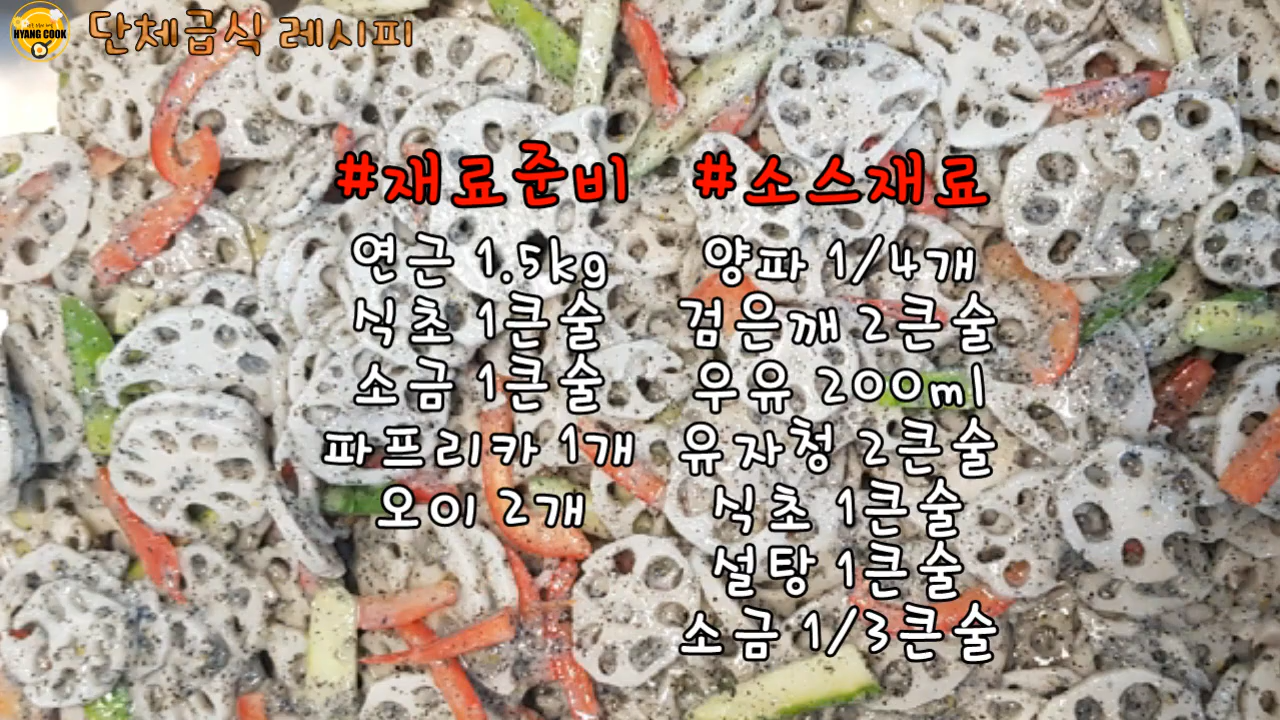 HYANG COOK
단체급식 레시피
#재료준비
연근 1.5kg
식초 1큰술
소금 1큰술
파프리카 1개
오이 2개
#소스재료
양파 1/4개
검은깨 2큰술
우유 200ml
유자청 2큰술
식초 1큰술
설탕 1큰술
소금 1/3큰술